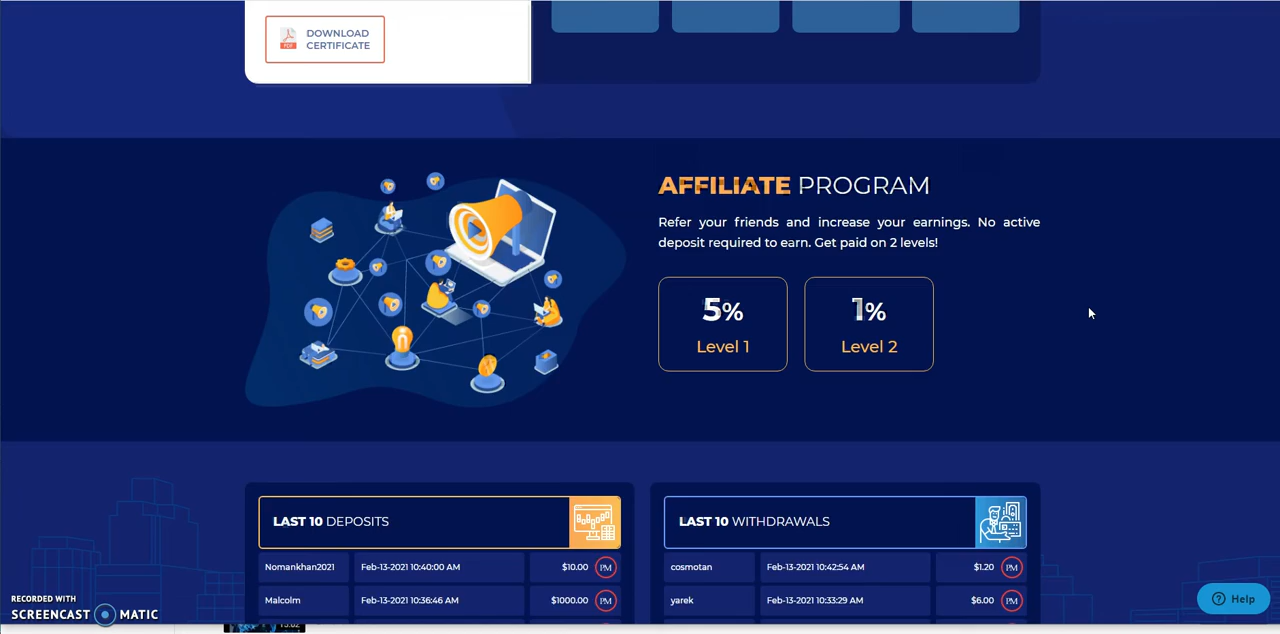 DOWNLOAD
CERTIFICATE
PDF
AFFILIATE PROGRAM
Refer your friends and increase your earnings. No active
deposit required to earn. Get paid on 2 levels!
5% 1%
Level 1 Level 2
LAST 10 DEPOSITS
Nomankhan2021 Feb-13-2021 10:40:00 AM $10.00 PM
Malcolm Feb-13-2021 10:36:46 AM $1000.00 PM
LAST 10 WITHDRAWALS
cosmotan Feb-13-2021 10:42:54 AM $1.20 PM
yarek Feb-13-2021 10:33:29 AM $6.00 PM
Help
RECORDED WITH
SCREENCAST MATIC